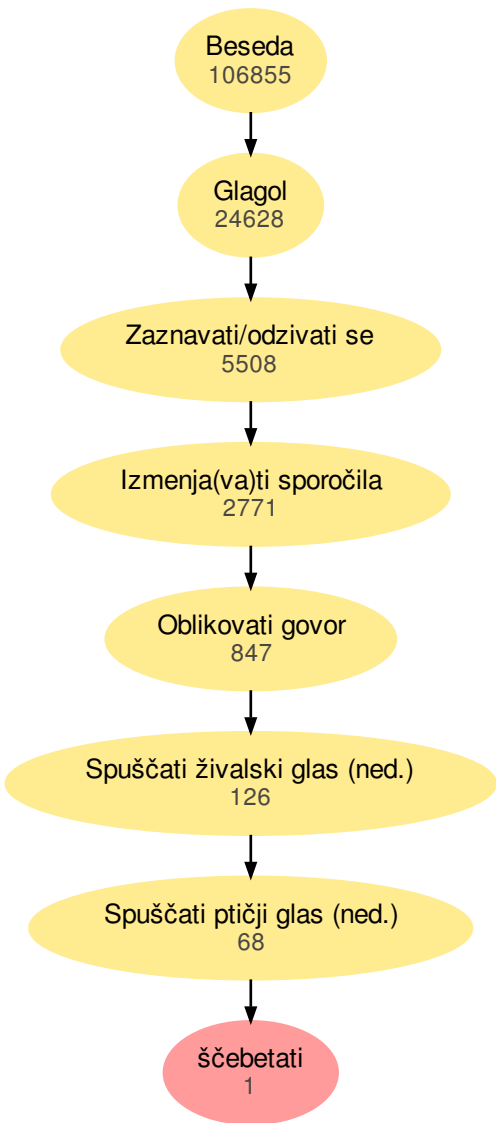 Beseda
106855
Glagol
24628
Zaznavati/odzivati se
5508
Izmenja(va)ti sporočila
2771
Oblikovati govor
847
Spuščati živalski glas (ned.)
126
Spuščati ptičji glas (ned.)
68
ščebetati
1